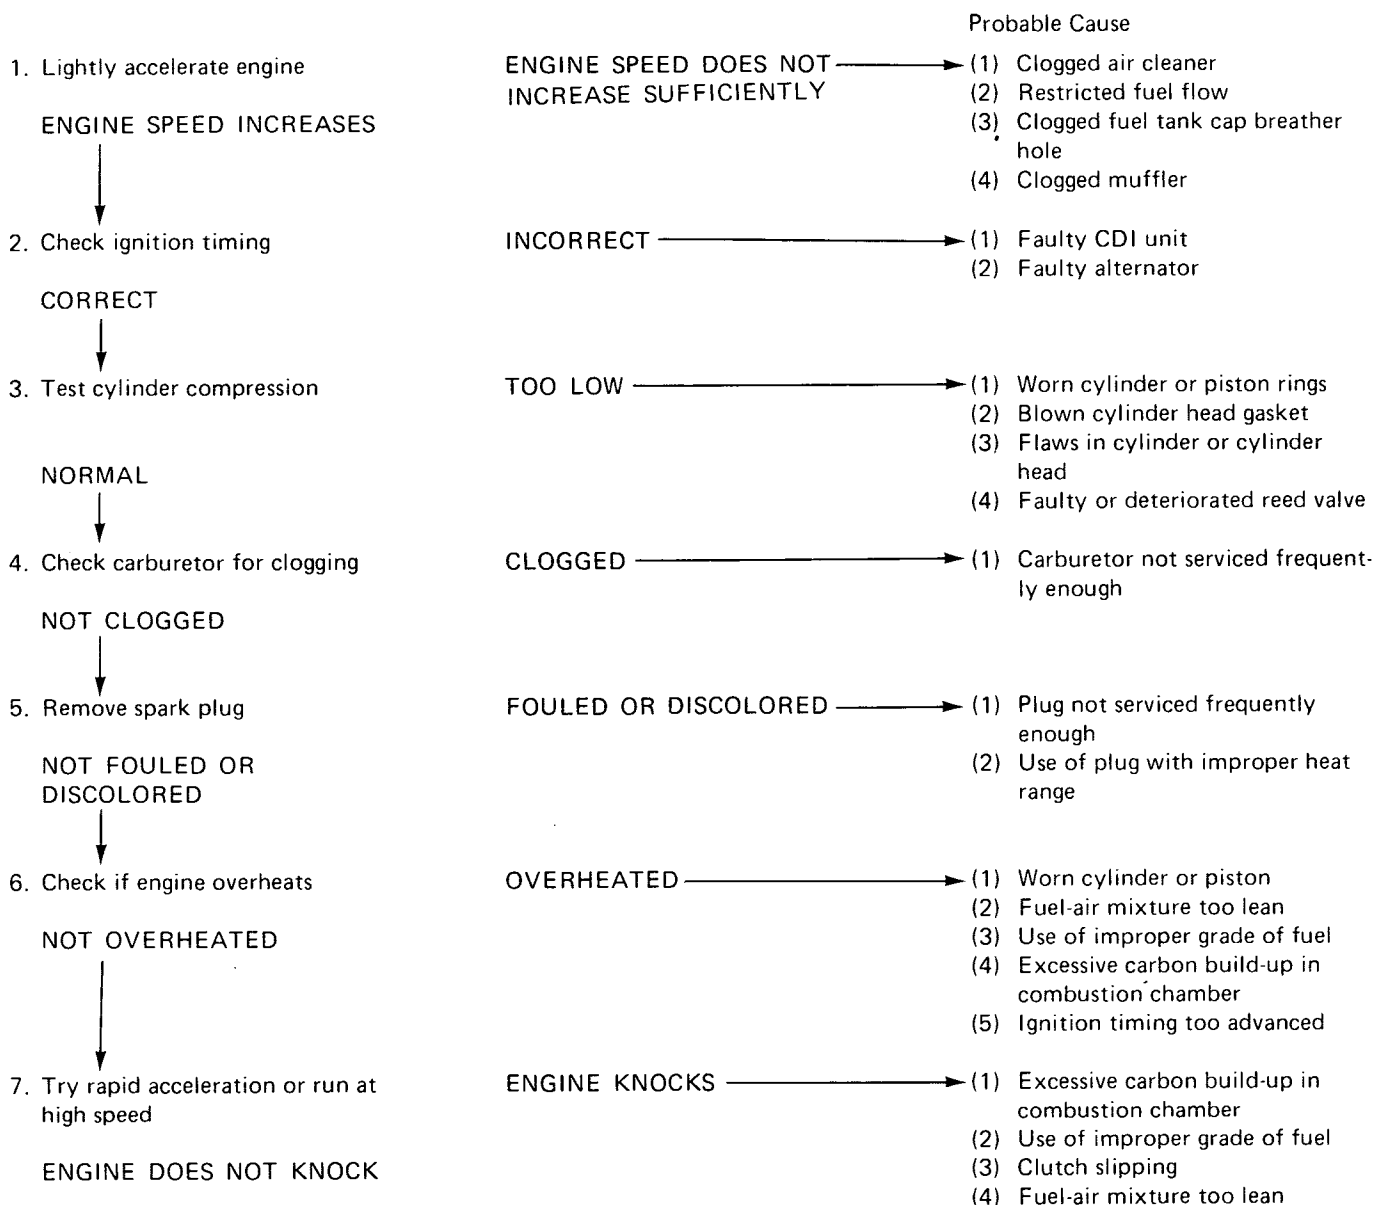 Probable Cause
1. Lightly accelerate engine
ENGINE SPEED INCREASES
ENGINE SPEED DOES NOT
INCREASE SUFFICIENTLY
(1) Clogged air cleaner
(2) Restricted fuel flow
(3) Clogged fuel tank cap breather
hole
(4) Clogged muffler
2. Check ignition timing
CORRECT
INCORRECT
(1) Faulty CDI unit
(2) Faulty alternator
3. Test cylinder compression
NORMAL
TOO LOW
(1) Worn cylinder or piston rings
(2) Blown cylinder head gasket
(3) Flaws in cylinder or cylinder
head
(4) Faulty or deteriorated reed valve
4. Check carburetor for clogging
NOT CLOGGED
CLOGGED
(1) Carburetor not serviced frequent-
ly enough
5. Remove spark plug
NOT FOULED OR
DISCOLORED
FOULED OR DISCOLORED
(1) Plug not serviced frequently
enough
(2) Use of plug with improper heat
range
6. Check if engine overheats
NOT OVERHEATED
OVERHEATED
(1) Worn cylinder or piston
(2) Fuel-air mixture too lean
(3) Use of improper grade of fuel
(4) Excessive carbon build-up in
combustion chamber
(5) Ignition timing too advanced
7. Try rapid acceleration or run at
high speed
ENGINE DOES NOT KNOCK
ENGINE KNOCKS
(1) Excessive carbon build-up in
combustion chamber
(2) Use of improper grade of fuel
(3) Clutch slipping
(4) Fuel-air mixture too lean